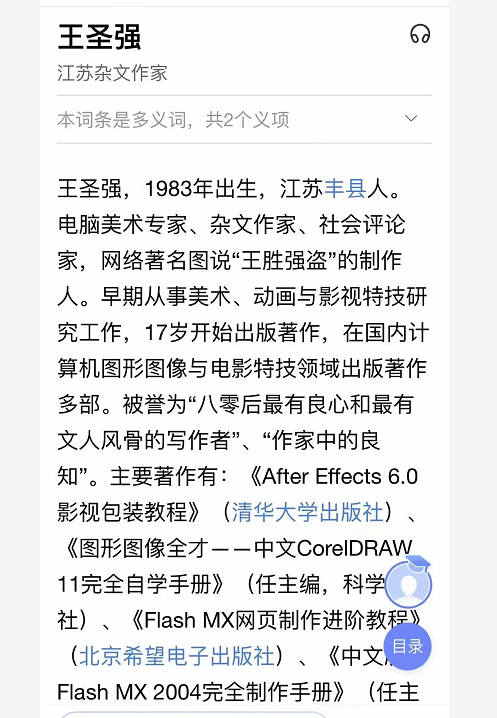 王圣强
江苏杂文作家
本词条是多义词，共2个义项
王圣强，1983年出生，江苏丰县人。
电脑美术专家、杂文作家、社会评论
家，网络著名图说“王胜强盗”的制作
人。早期从事美术、动画与影视特技研
究工作，17岁开始出版著作，在国内计
算机图形图像与电影特技领域出版著作
多部。被誉为“八零后最有良心和最有
文人风骨的写作者”、“作家中的良
知”。主要著作有：《After Effects 6.0
影视包装教程》（清华大学出版社）、
《图形图像全才——中文CorelDRAW
11完全自学手册》（任主编，科学
社）、《Flash MX网页制作进阶教程》
目录
（北京希望电子出版社）、《中文
Flash MX 2004完全制作手册》（任主